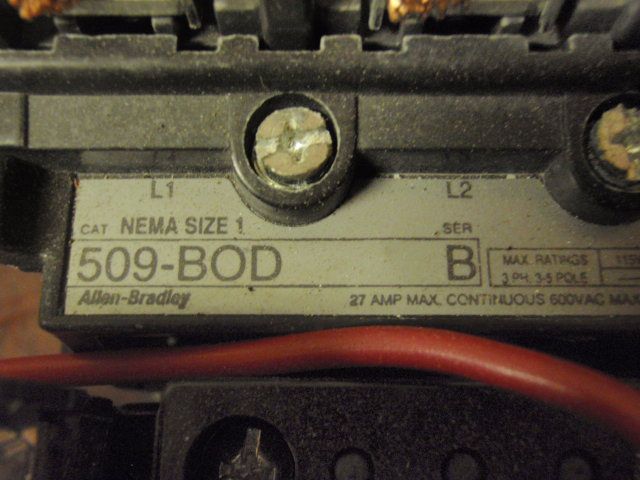 L1 L2
CAT NEMA SIZE 1 SER
509-BOD B
MAX. RATINGS
3 PH. 3-5 POLE
Allen-Bradley 27 AMP MAX. CONTINUOUS 600VAC